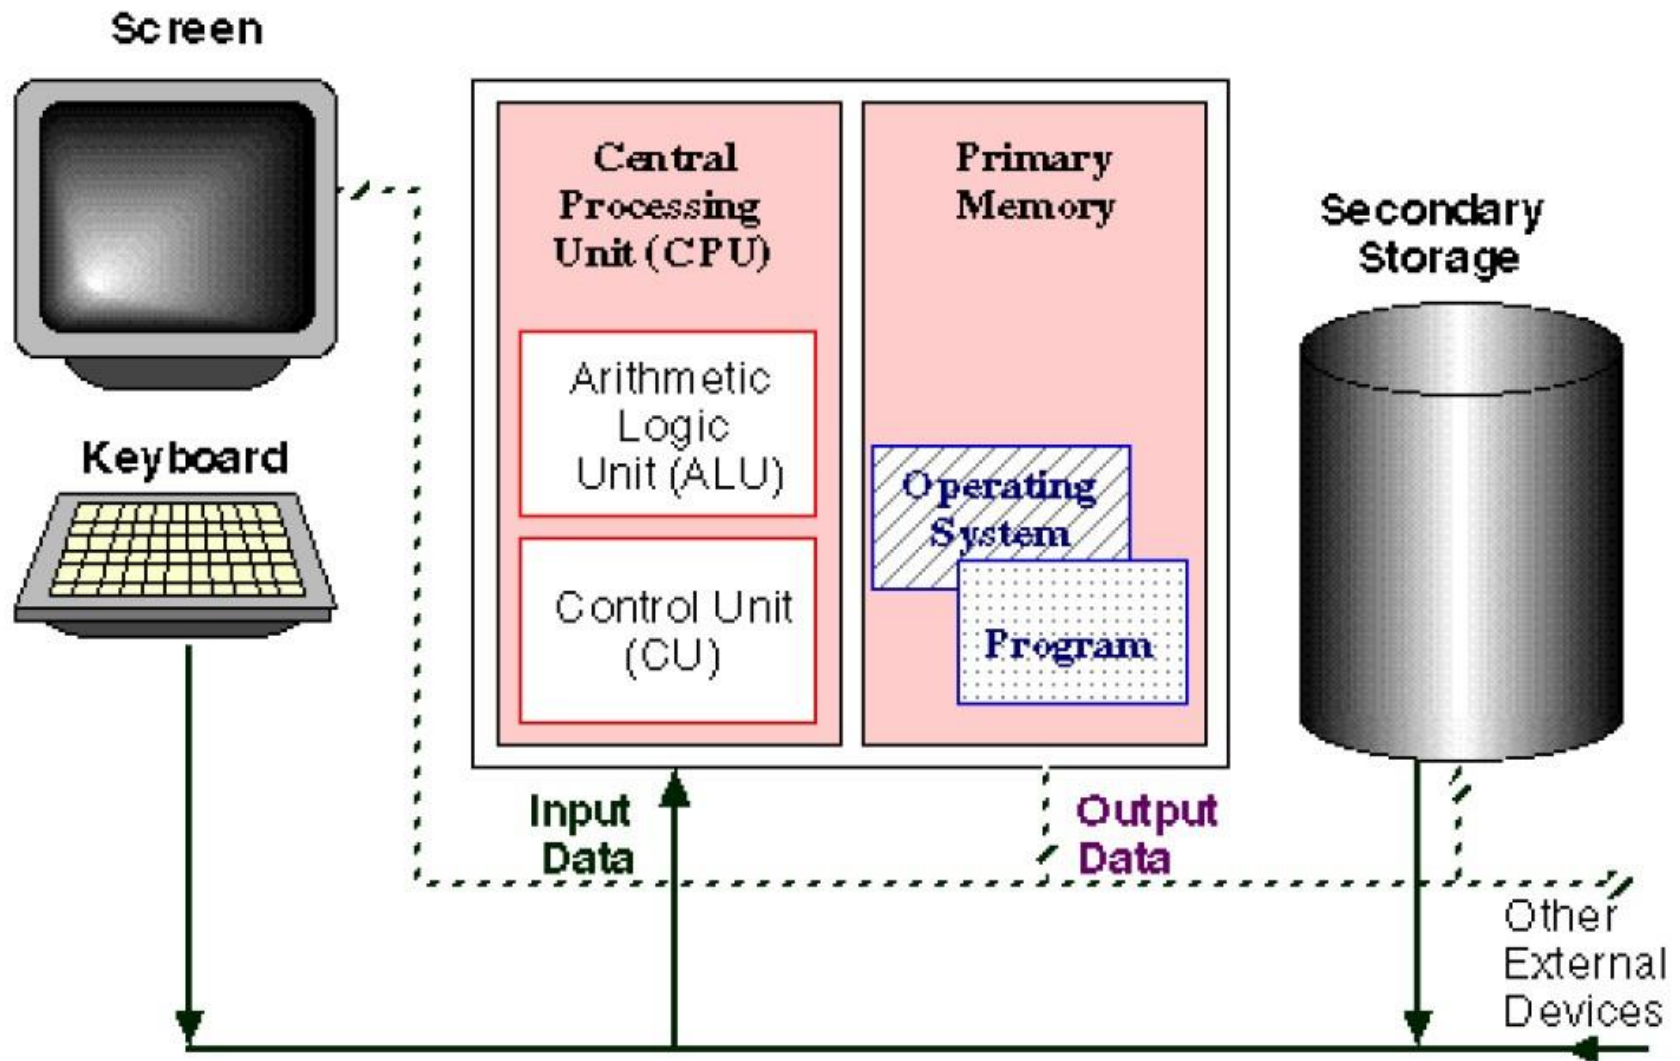 Screen
Keyboard
Central
Processing
Unit (CPU)
Arithmetic
Logic
Unit (ALU)
Control Unit
(CU)
Primary
Memory
Operating
System
Program
Secondary
Storage
Input
Data
Output
Data
Other
External
Devices